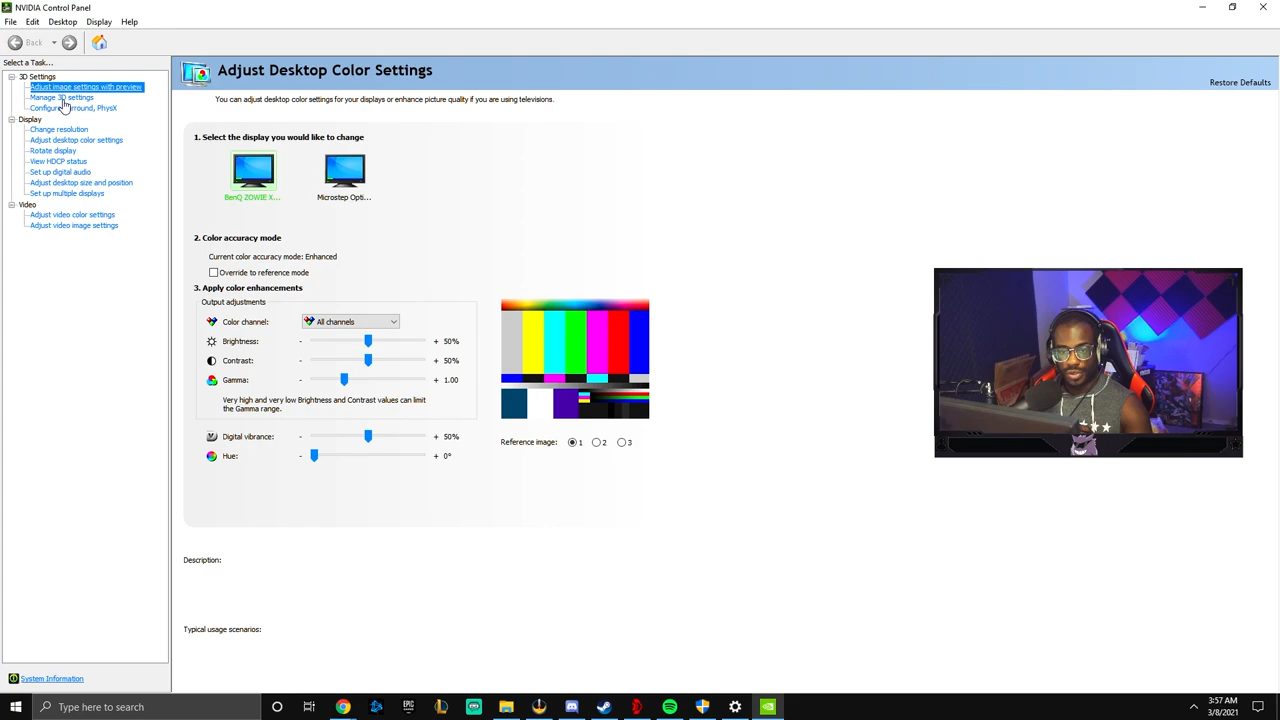 NVIDIA Control Panel
File Edit Desktop Display Help
Back
Select a Task...
3D Settings
Adjust image settings with preview
Manage 3D settings
Configure rround, PhysX
Display
Change resolution
Adjust desktop color settings
Rotate display
View HDCP status
Set up digital audio
Adjust desktop size and position
Set up multiple displays
Video
Adjust video color settings
Adjust video image settings
System Information
Adjust Desktop Color Settings
Restore Defaults
You can adjust desktop color settings for your displays or enhance picture quality if you are using televisions.
1. Select the display you would like to change
BenQ ZOWIE X... Microstep Opti...
2. Color accuracy mode
Current color accuracy mode: Enhanced
Override to reference mode
3. Apply color enhancements
Output adjustments
Color channel: All channels
Brightness: - + 50%
Contrast: - + 50%
Gamma: - + 1.00
Very high and very low Brightness and Contrast values can limit
the Gamma range.
Digital vibrance: - + 50%
Hue: - + 0°
Reference image: 1 2 3
Description:
Typical usage scenarios:
Type here to search
EPIC
GAMES
3:57 AM
3/8/2021